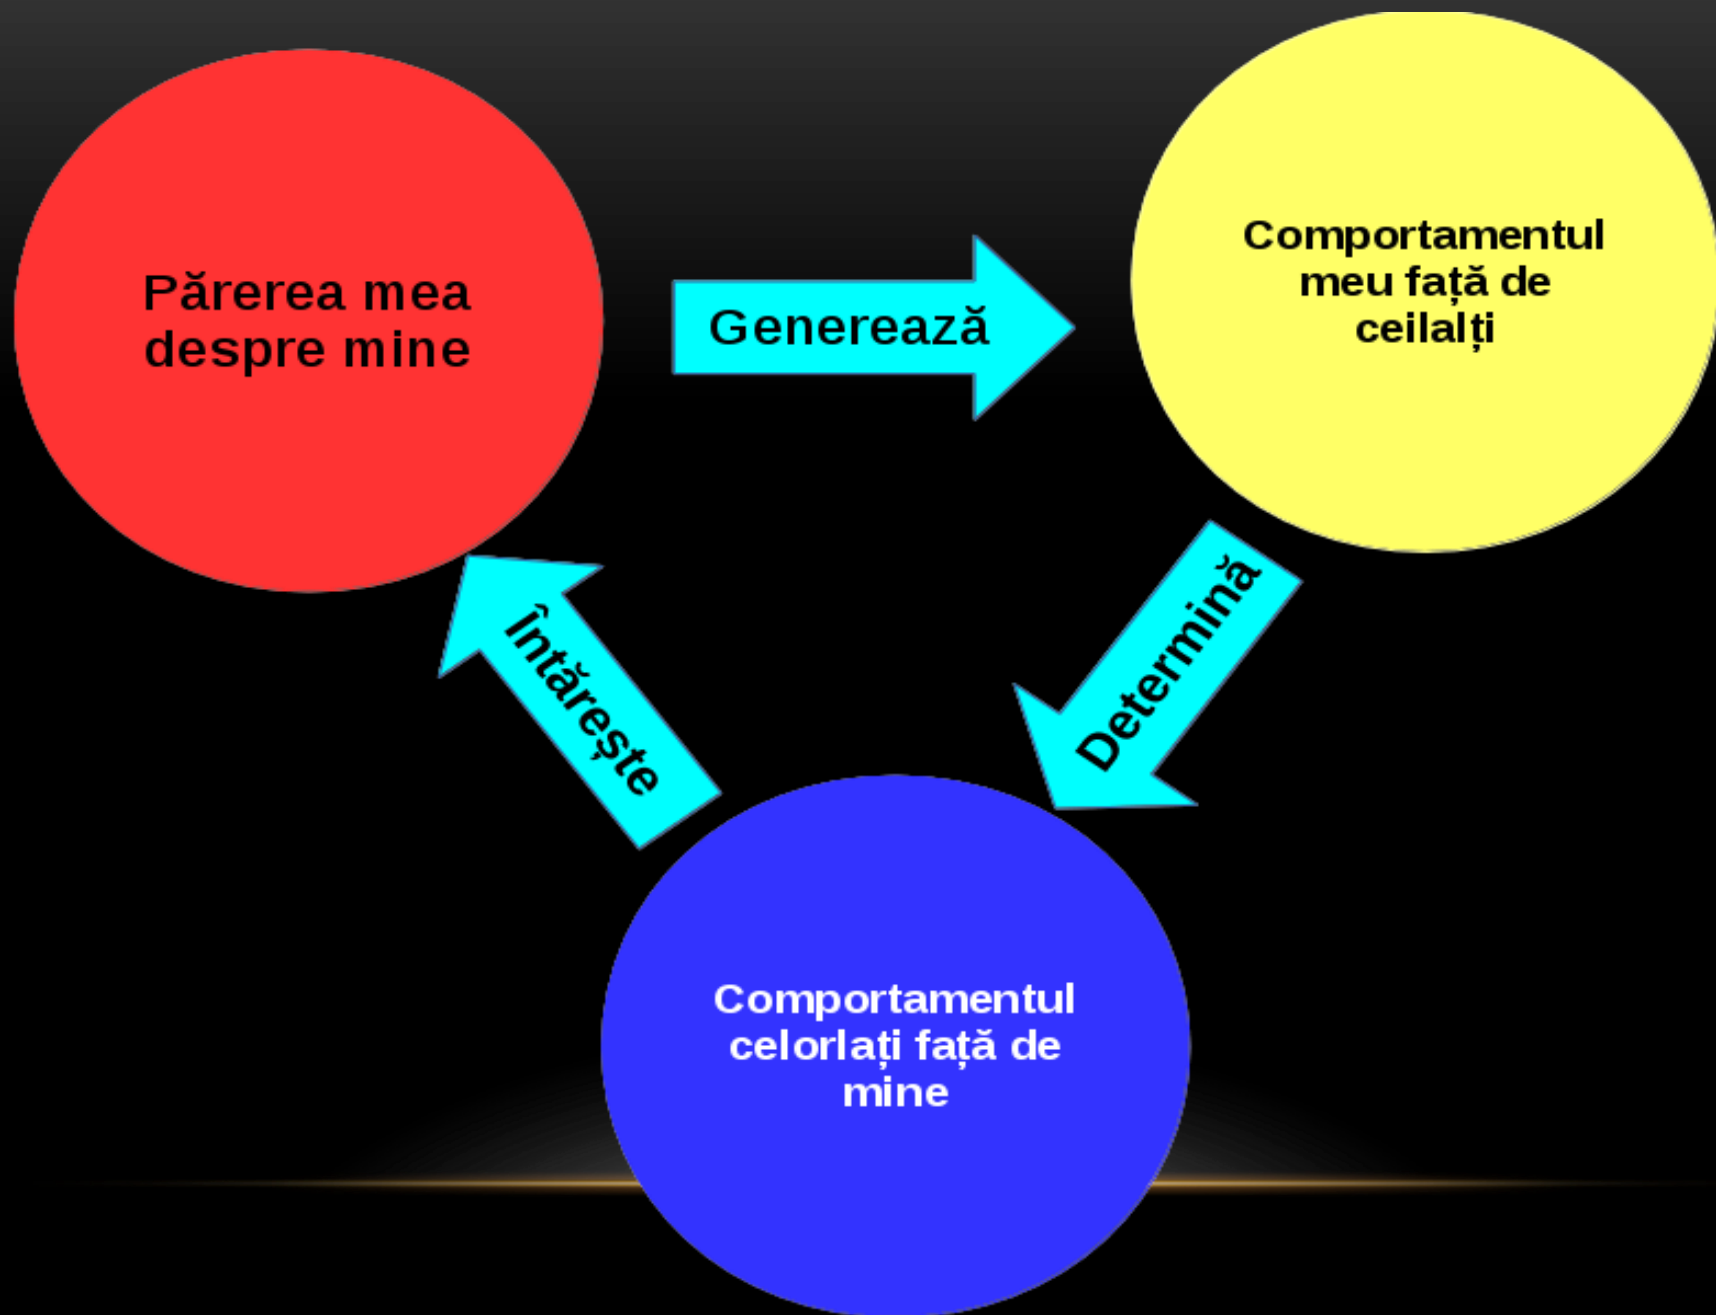 Părerea mea
despre mine
Generează
Comportamentul
meu față de
ceilalți
Determină
Comportamentul
celorlați față de
mine
Întărește